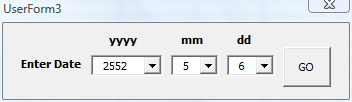 UserForm3
yyyy mm dd
Enter Date 2552 5 6 GO